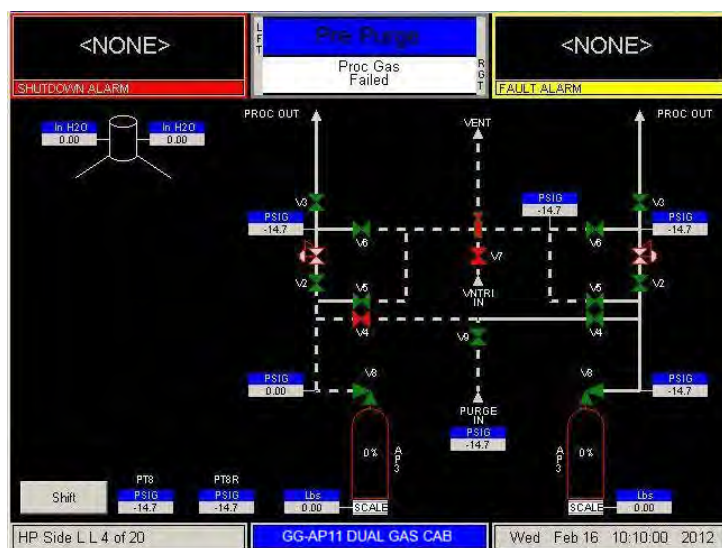 <NONE>
SHUTDOWN ALARM
LFT
Pre Purge
Proc Gas
Failed
RGT
<NONE>
FAULT ALARM
In H2O
0.00
In H2O
0.00
PROC OUT
VENT
PROC OUT
V3
V3
PSIG
-14.7
PSIG
-14.7
PSIG
-14.7
V6
V6
V7
V2
V2
V5
V5
VNTRI
IN
V4
V4
V9
V8
V8
PSIG
0.00
PSIG
-14.7
PURGE
IN
PSIG
-14.7
0%
AP3
0%
AP3
Shift
PT8
PSIG
-14.7
PT8R
PSIG
-14.7
Lbs
0.00
SCALE
SCALE
Lbs
0.00
HP Side L L 4 of 20
GG-AP11 DUAL GAS CAB
Wed Feb 16 10:10:00 2012